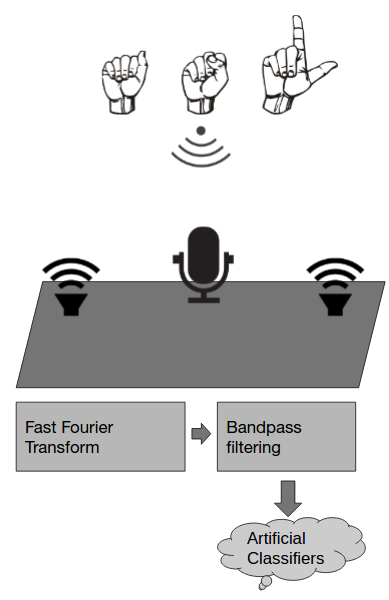 Fast Fourier
Transform
Bandpass
filtering
Artificial
Classifiers